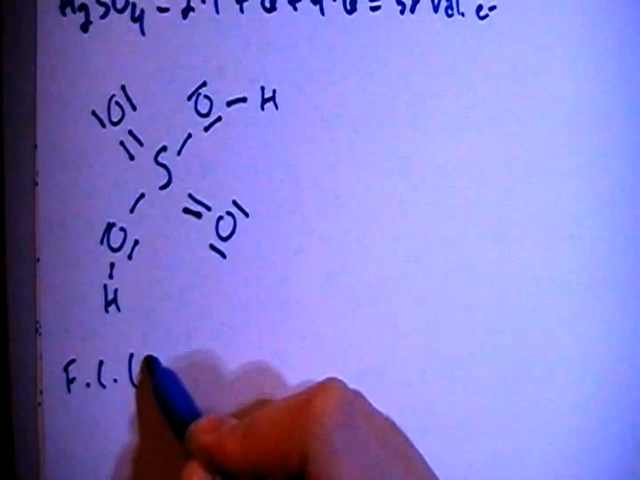 H2SO4 = 2·1 + 6 + 4·6 = 32 val. e-
O O - H
S
O O
H
F.C. (